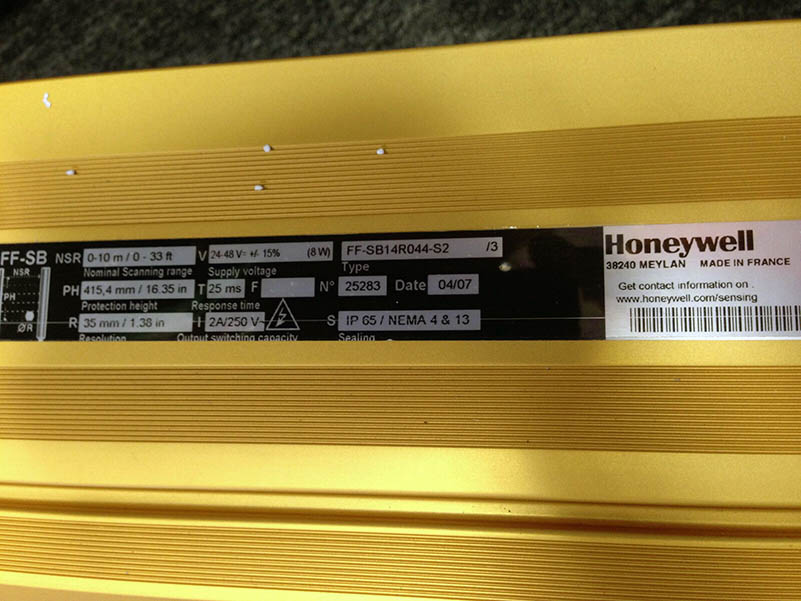 FF-SB NSR 0-10 m / 0 - 33 ft V 24-48 V= +/- 15% (8 W) FF-SB14R044-S2 /3
Nominal Scanning range Supply voltage Type
NSR
PH
PH 415,4 mm / 16.35 in T 25 ms F N° 25283 Date 04/07
Protection height Response time
ØR
R 35 mm / 1.38 in I 2A/250 V~ S IP 65 / NEMA 4 & 13
Resolution Output switching capacity Sealing
Honeywell
38240 MEYLAN MADE IN FRANCE
Get contact information on .
www.honeywell.com/sensing